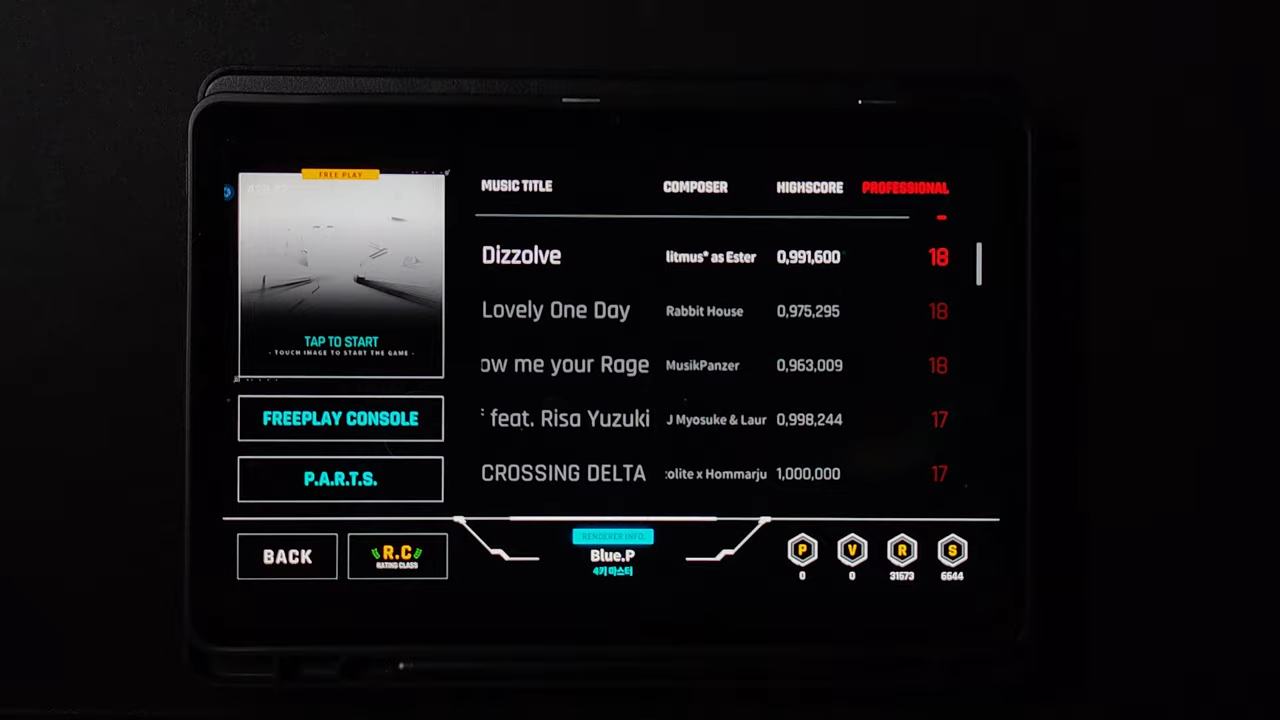 FREE PLAY
TAP TO START
- TOUCH IMAGE TO START THE GAME -
FREEPLAY CONSOLE
P.A.R.T.S.
MUSIC TITLE COMPOSER HIGHSCORE PROFESSIONAL
Dizzolve litmus* as Ester 0,991,600 18
Lovely One Day Rabbit House 0,975,295 18
ow me your Rage MusikPanzer 0,963,009 18
feat. Risa Yuzuki J Myosuke & Laur 0,998,244 17
CROSSING DELTA :olite x Hommarju 1,000,000 17
BACK
R.C
RATING CLASS
RENDERER INFO.
Blue.P
4키 마스터
P V R S
0 0 31573 6644